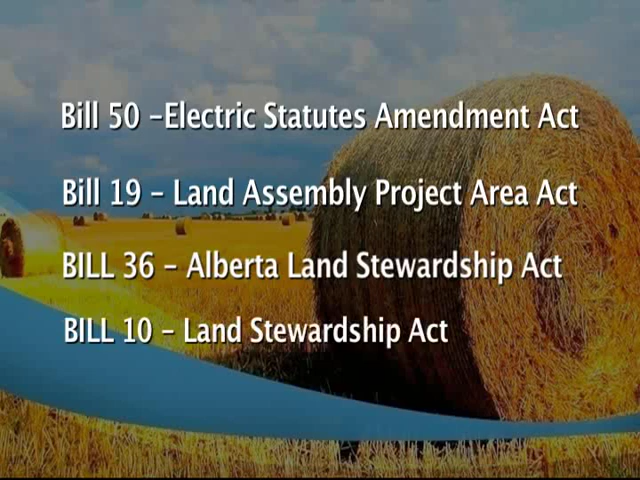 Bill 50 –Electric Statutes Amendment Act
Bill 19 – Land Assembly Project Area Act
BILL 36 – Alberta Land Stewardship Act
BILL 10 – Land Stewardship Act